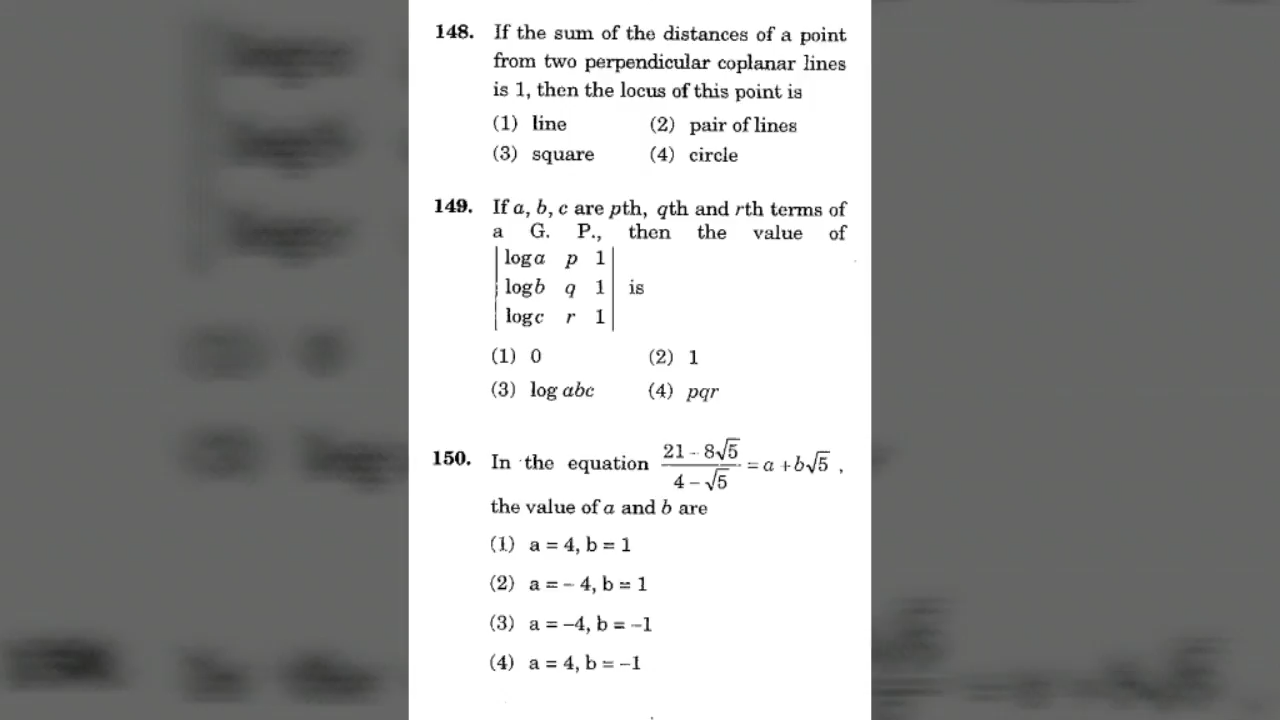 148. If the sum of the distances of a point
from two perpendicular coplanar lines
is 1, then the locus of this point is
(1) line (2) pair of lines
(3) square (4) circle
149. If a, b, c are pth, qth and rth terms of
a G. P., then the value of
| log a p 1 |
| log b q 1 | is
| log c r 1 |
(1) 0 (2) 1
(3) log abc (4) pqr
150. In the equation (21 – 8√5)/(4 – √5) = a + b√5 ,
the value of a and b are
(1) a = 4, b = 1
(2) a = – 4, b = 1
(3) a = –4, b = –1
(4) a = 4, b = –1